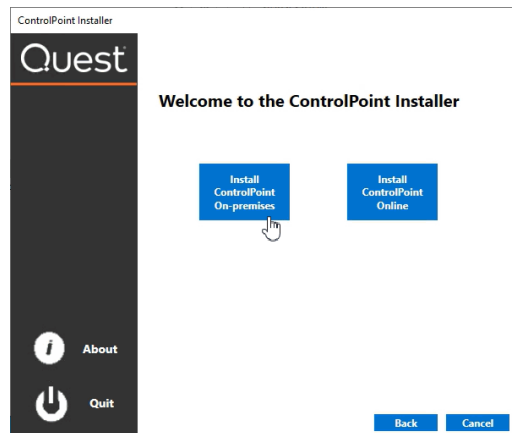 ControlPoint Installer
Quest
Welcome to the ControlPoint Installer
Install
ControlPoint
On-premises
Install
ControlPoint
Online
i
About
Quit
Back
Cancel